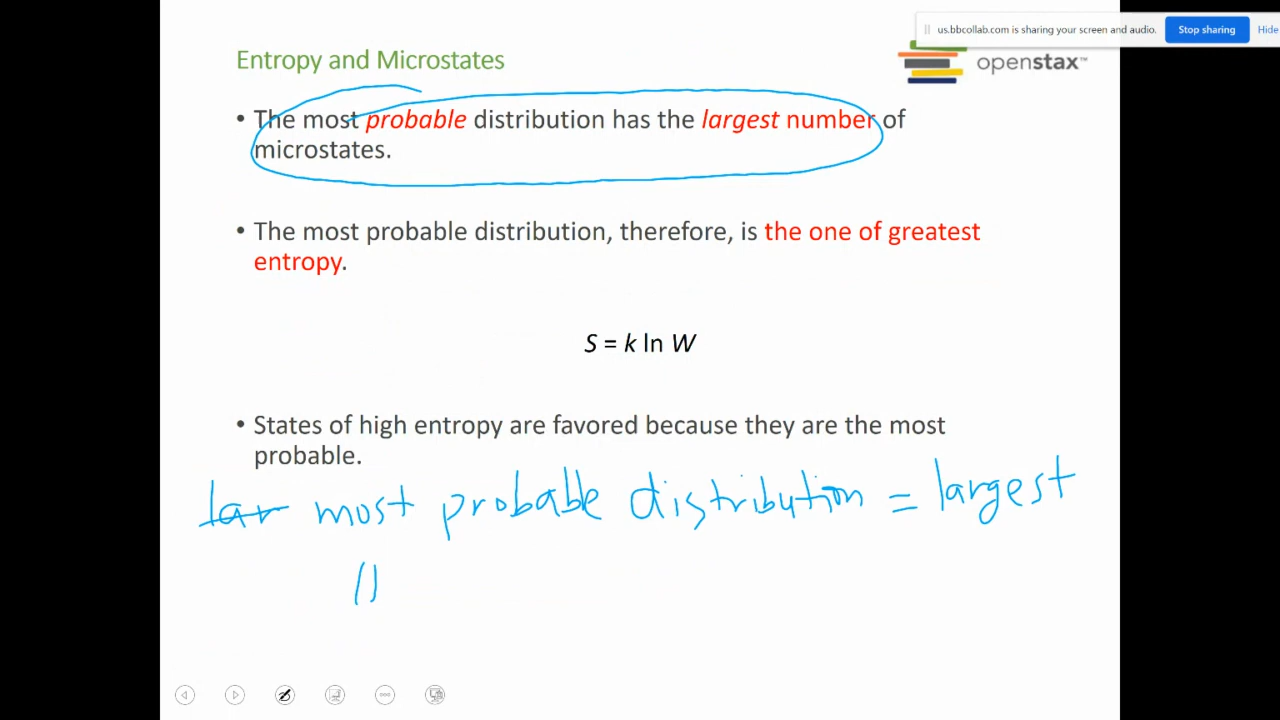 us.bbcollab.com is sharing your screen and audio. Stop sharing Hide
Entropy and Microstates
openstax™
• The most probable distribution has the largest number of
microstates.
• The most probable distribution, therefore, is the one of greatest
entropy.
S = k ln W
• States of high entropy are favored because they are the most
probable.
lar most probable distribution = largest